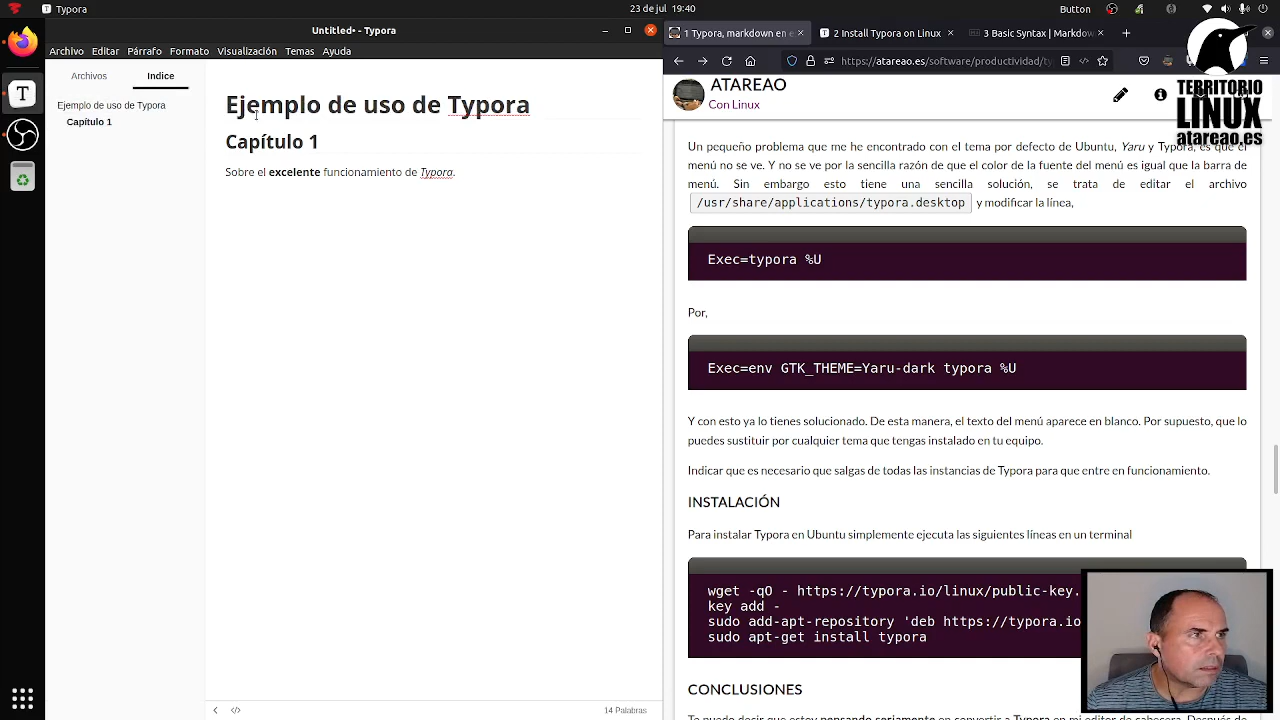 Typora
23 de jul 19:40
Button
Untitled• - Typora
Archivo Editar Párrafo Formato Visualización Temas Ayuda
Archivos Indice
Ejemplo de uso de Typora
Capítulo 1
Ejemplo de uso de Typora
Capítulo 1
Sobre el excelente funcionamiento de Typora.
14 Palabras
2 Install Typora on Linux
3 Basic Syntax | Markdow
https://atareao.es/software/productividad/ty
ATAREAO
Con Linux
TERRITORIO
LINUX
atareao.es
Un pequeño problema que me he encontrado con el tema por defecto de Ubuntu, Yaru y Typora, es que el
menú no se ve. Y no se ve por la sencilla razón de que el color de la fuente del menú es igual que la barra de
menú. Sin embargo esto tiene una sencilla solución, se trata de editar el archivo
/usr/share/applications/typora.desktop y modificar la línea,
Exec=typora %U
Por,
Exec=env GTK_THEME=Yaru-dark typora %U
Y con esto ya lo tienes solucionado. De esta manera, el texto del menú aparece en blanco. Por supuesto, que lo
puedes sustituir por cualquier tema que tengas instalado en tu equipo.
Indicar que es necesario que salgas de todas las instancias de Typora para que entre en funcionamiento.
INSTALACIÓN
Para instalar Typora en Ubuntu simplemente ejecuta las siguientes líneas en un terminal
wget -qO - https://typora.io/linux/public-key.
key add -
sudo add-apt-repository 'deb https://typora.io
sudo apt-get install typora
CONCLUSIONES